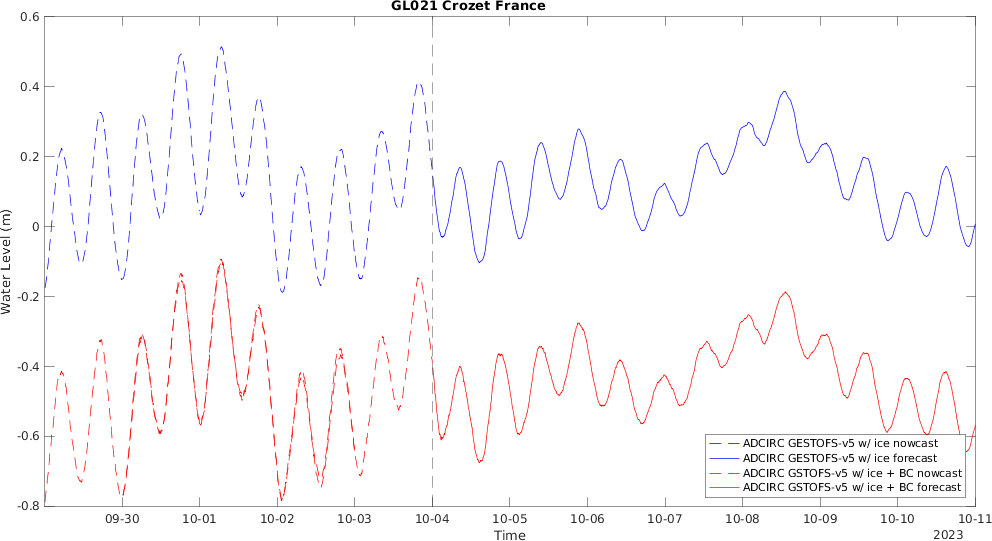 GL021 Crozet France
0.6
0.4
0.2
0
-0.2
-0.4
-0.6
-0.8
Water Level (m)
ADCIRC GESTOFS-v5 w/ ice nowcast
ADCIRC GESTOFS-v5 w/ ice forecast
ADCIRC GSTOFS-v5 w/ ice + BC nowcast
ADCIRC GSTOFS-v5 w/ ice + BC forecast
09-30 10-01 10-02 10-03 10-04 10-05 10-06 10-07 10-08 10-09 10-10 10-11
Time
2023